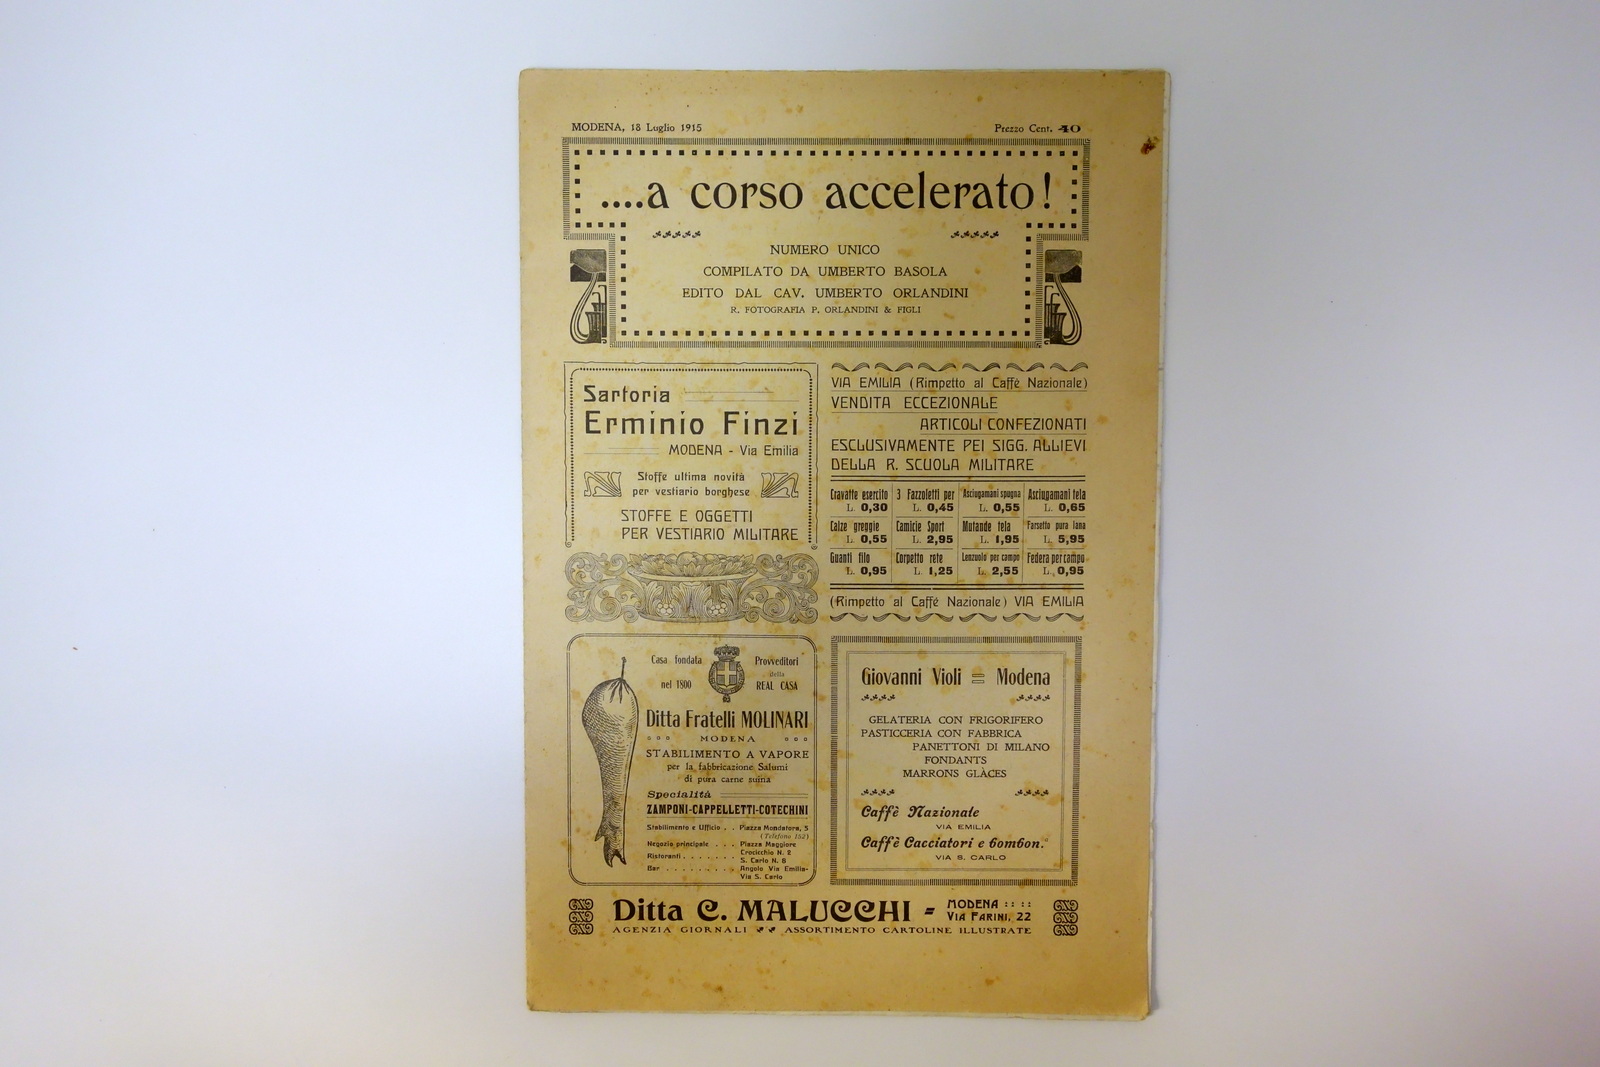 MODENA, 18 Luglio 1915
Prezzo Cent. 40
....a corso accelerato!
NUMERO UNICO
COMPILATO DA UMBERTO BASOLA
EDITO DAL CAV. UMBERTO ORLANDINI
R. FOTOGRAFIA P. ORLANDINI & FIGLI
Sartoria
Erminio Finzi
MODENA - Via Emilia
Stoffe ultima novità
per vestiario borghese
STOFFE E OGGETTI
PER VESTIARIO MILITARE
VIA EMILIA (Rimpetto al Caffé Nazionale)
VENDITA ECCEZIONALE
ARTICOLI CONFEZIONATI
ESCLUSIVAMENTE PEI SIGG. ALLIEVI
DELLA R. SCUOLA MILITARE
Cravatte esercito 3 Fazzoletti per Asciugamani spugna Asciugamani tela
L. 0,30 L. 0,45 L. 0,55 L. 0,65
Calze greggie Camicie Sport Mutande tela Farsetto pura lana
L. 0,55 L. 2,95 L. 1,95 L. 5,95
Guanti filo Corpetto rete Lenzuolo per campo Federa per campo
L. 0,95 L. 1,25 L. 2,55 L. 0,95
(Rimpetto al Caffé Nazionale) VIA EMILIA
Casa fondata
nel 1800
Provveditori
della
REAL CASA
Ditta Fratelli MOLINARI
MODENA
STABILIMENTO A VAPORE
per la fabbricazione Salumi
di pura carne suina
Specialità
ZAMPONI-CAPPELLETTI-COTECHINI
Stabilimento e Ufficio . . Piazza Mondatora, 5
(Telefono 152)
Negozio principale . . . Piazza Maggiore
Ristoranti . . . . . . . Crocicchio N. 2
S. Carlo N. 8
Bar . . . . . . . . . Angolo Via Emilia-
Via S. Carlo
Giovanni Violi = Modena
GELATERIA CON FRIGORIFERO
PASTICCERIA CON FABBRICA
PANETTONI DI MILANO
FONDANTS
MARRONS GLÀCES
Caffè Nazionale
VIA EMILIA
Caffè Cacciatori e Bombon.
VIA S. CARLO
Ditta C. MALUCCHI = MODENA :: ::
VIA FARINI, 22
AGENZIA GIORNALI ASSORTIMENTO CARTOLINE ILLUSTRATE